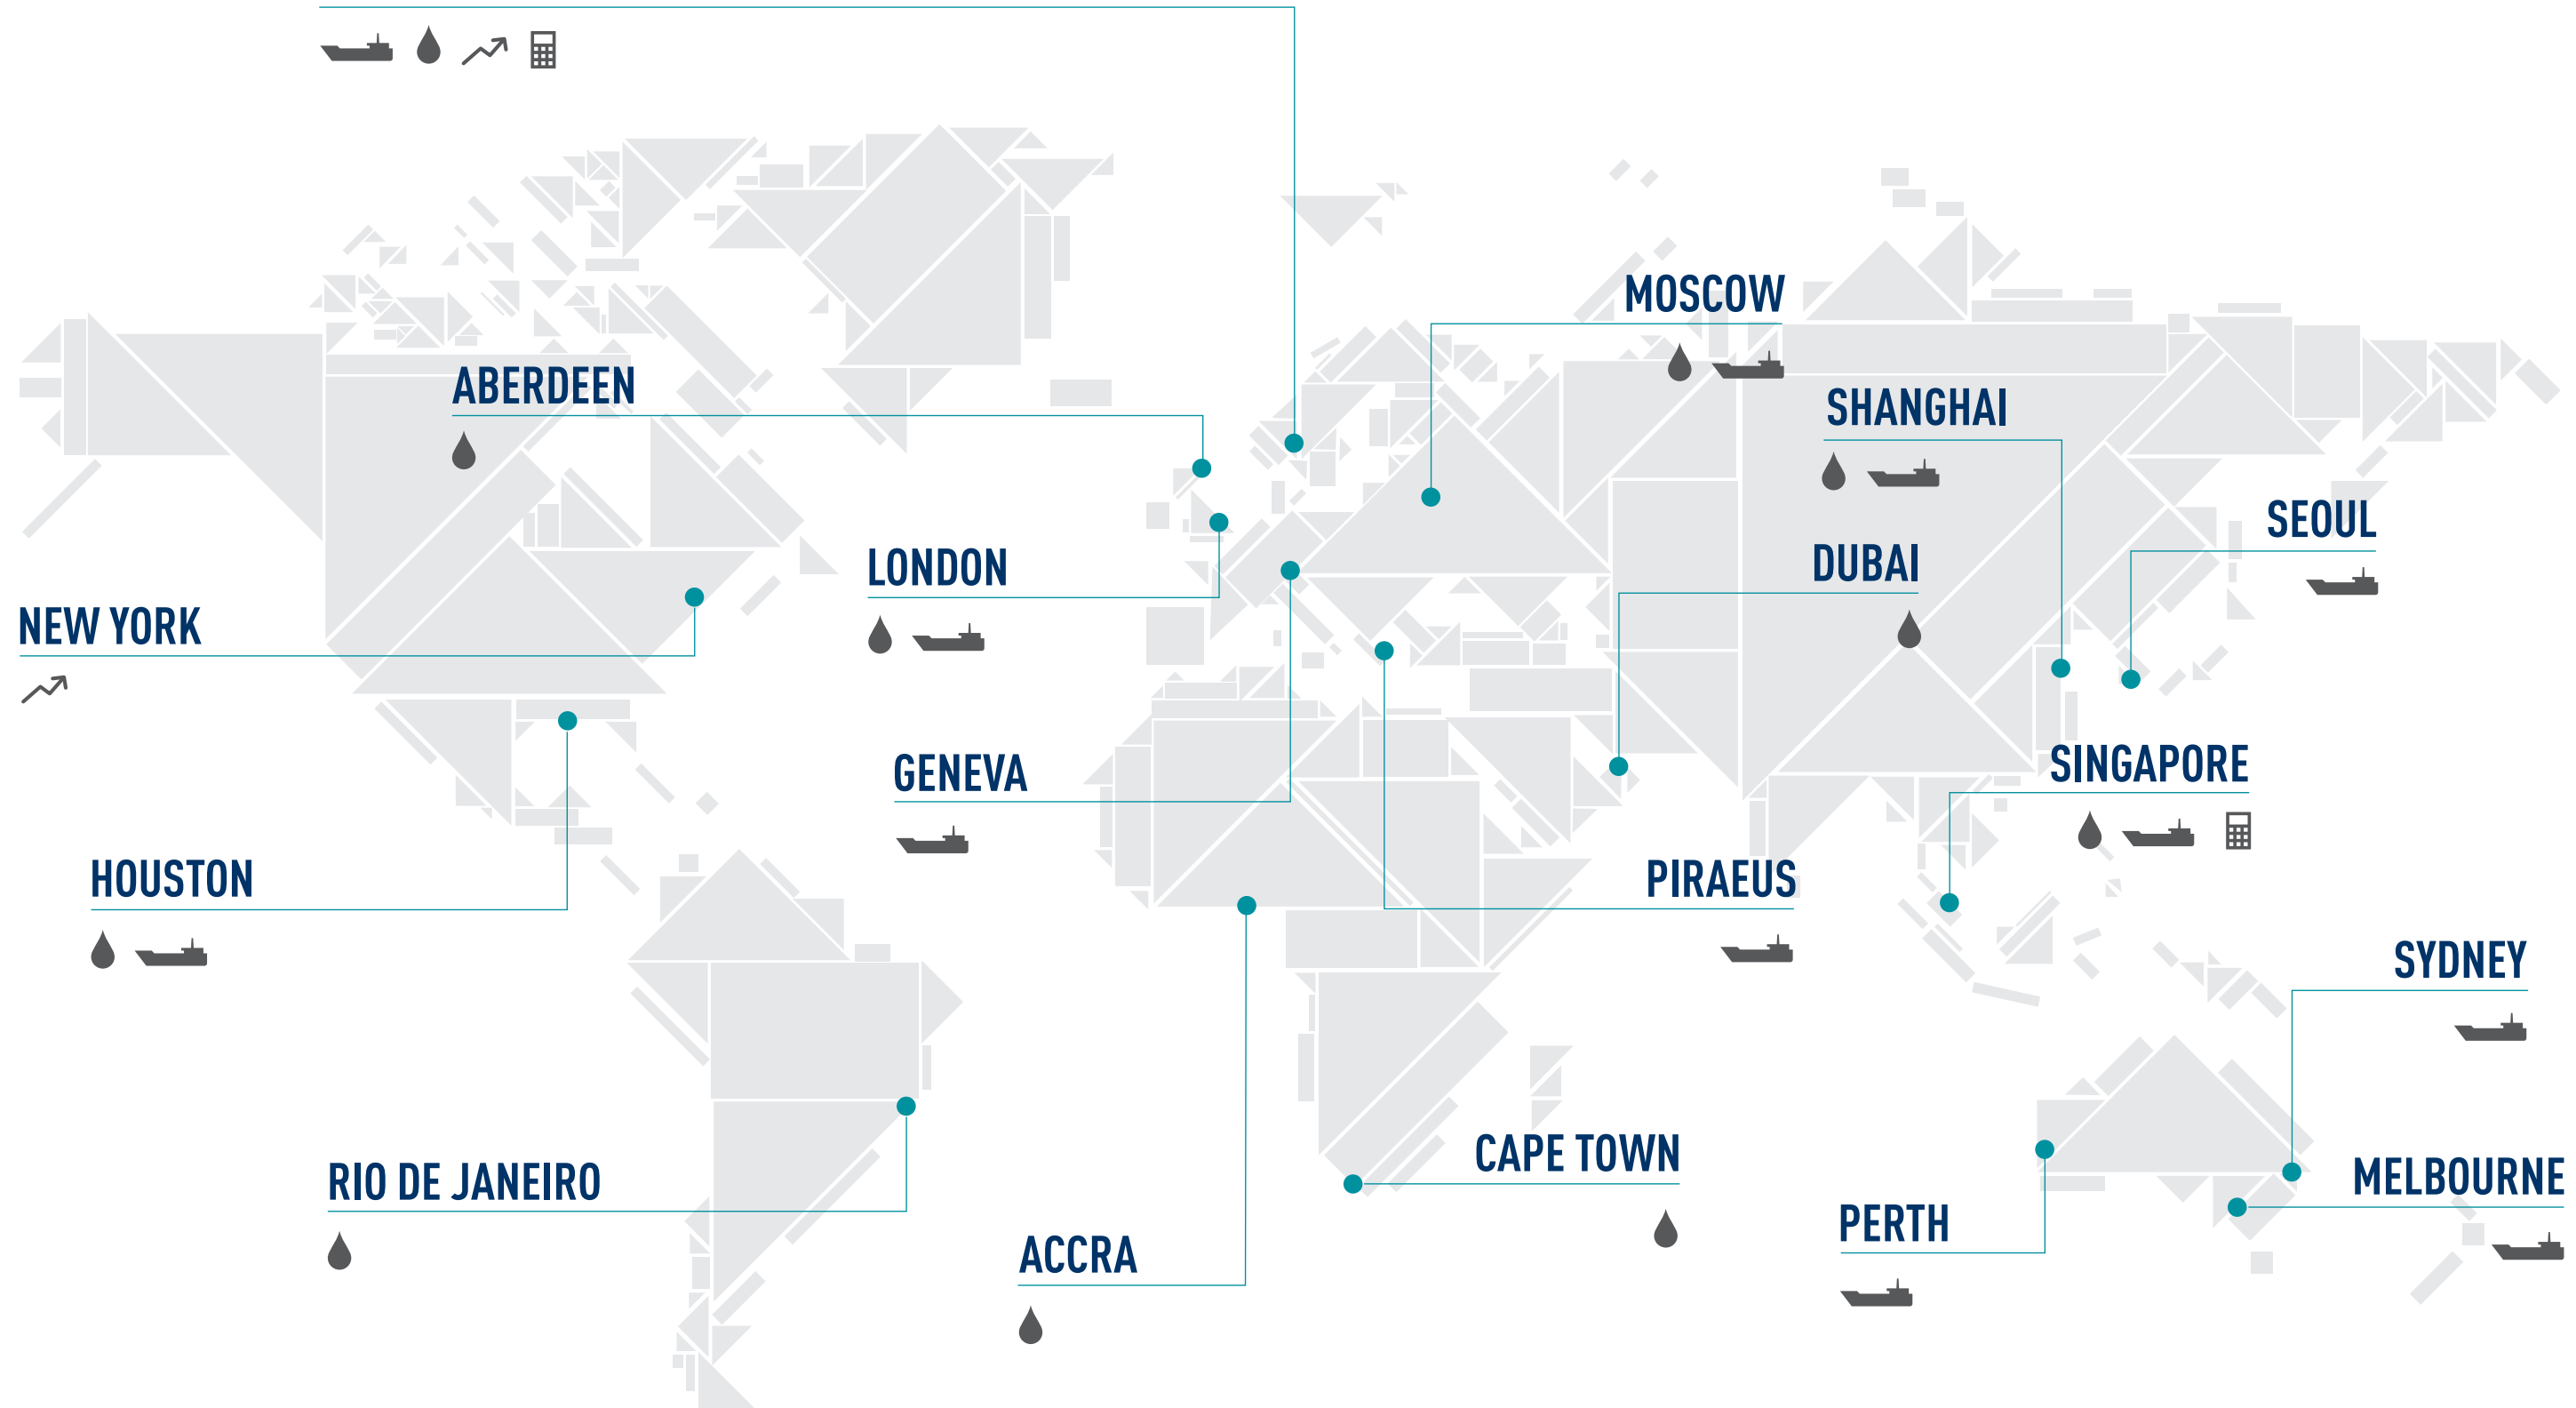 MOSCOW
ABERDEEN
SHANGHAI
SEOUL
LONDON
DUBAI
NEW YORK
GENEVA
SINGAPORE
HOUSTON
PIRAEUS
SYDNEY
CAPE TOWN
RIO DE JANEIRO
MELBOURNE
PERTH
ACCRA